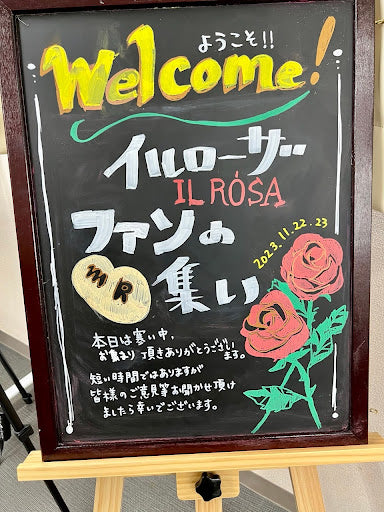 ようこそ!!
Welcome!
イルローザ
IL RÓSA
ファンの
2023.11.22.23
mR
集い
本日は寒い中、
お集まり頂きありがとうござい
ます。
短い時間ではありますが
皆様のご意見等お聞かせ頂け
ましたら幸いでございます。